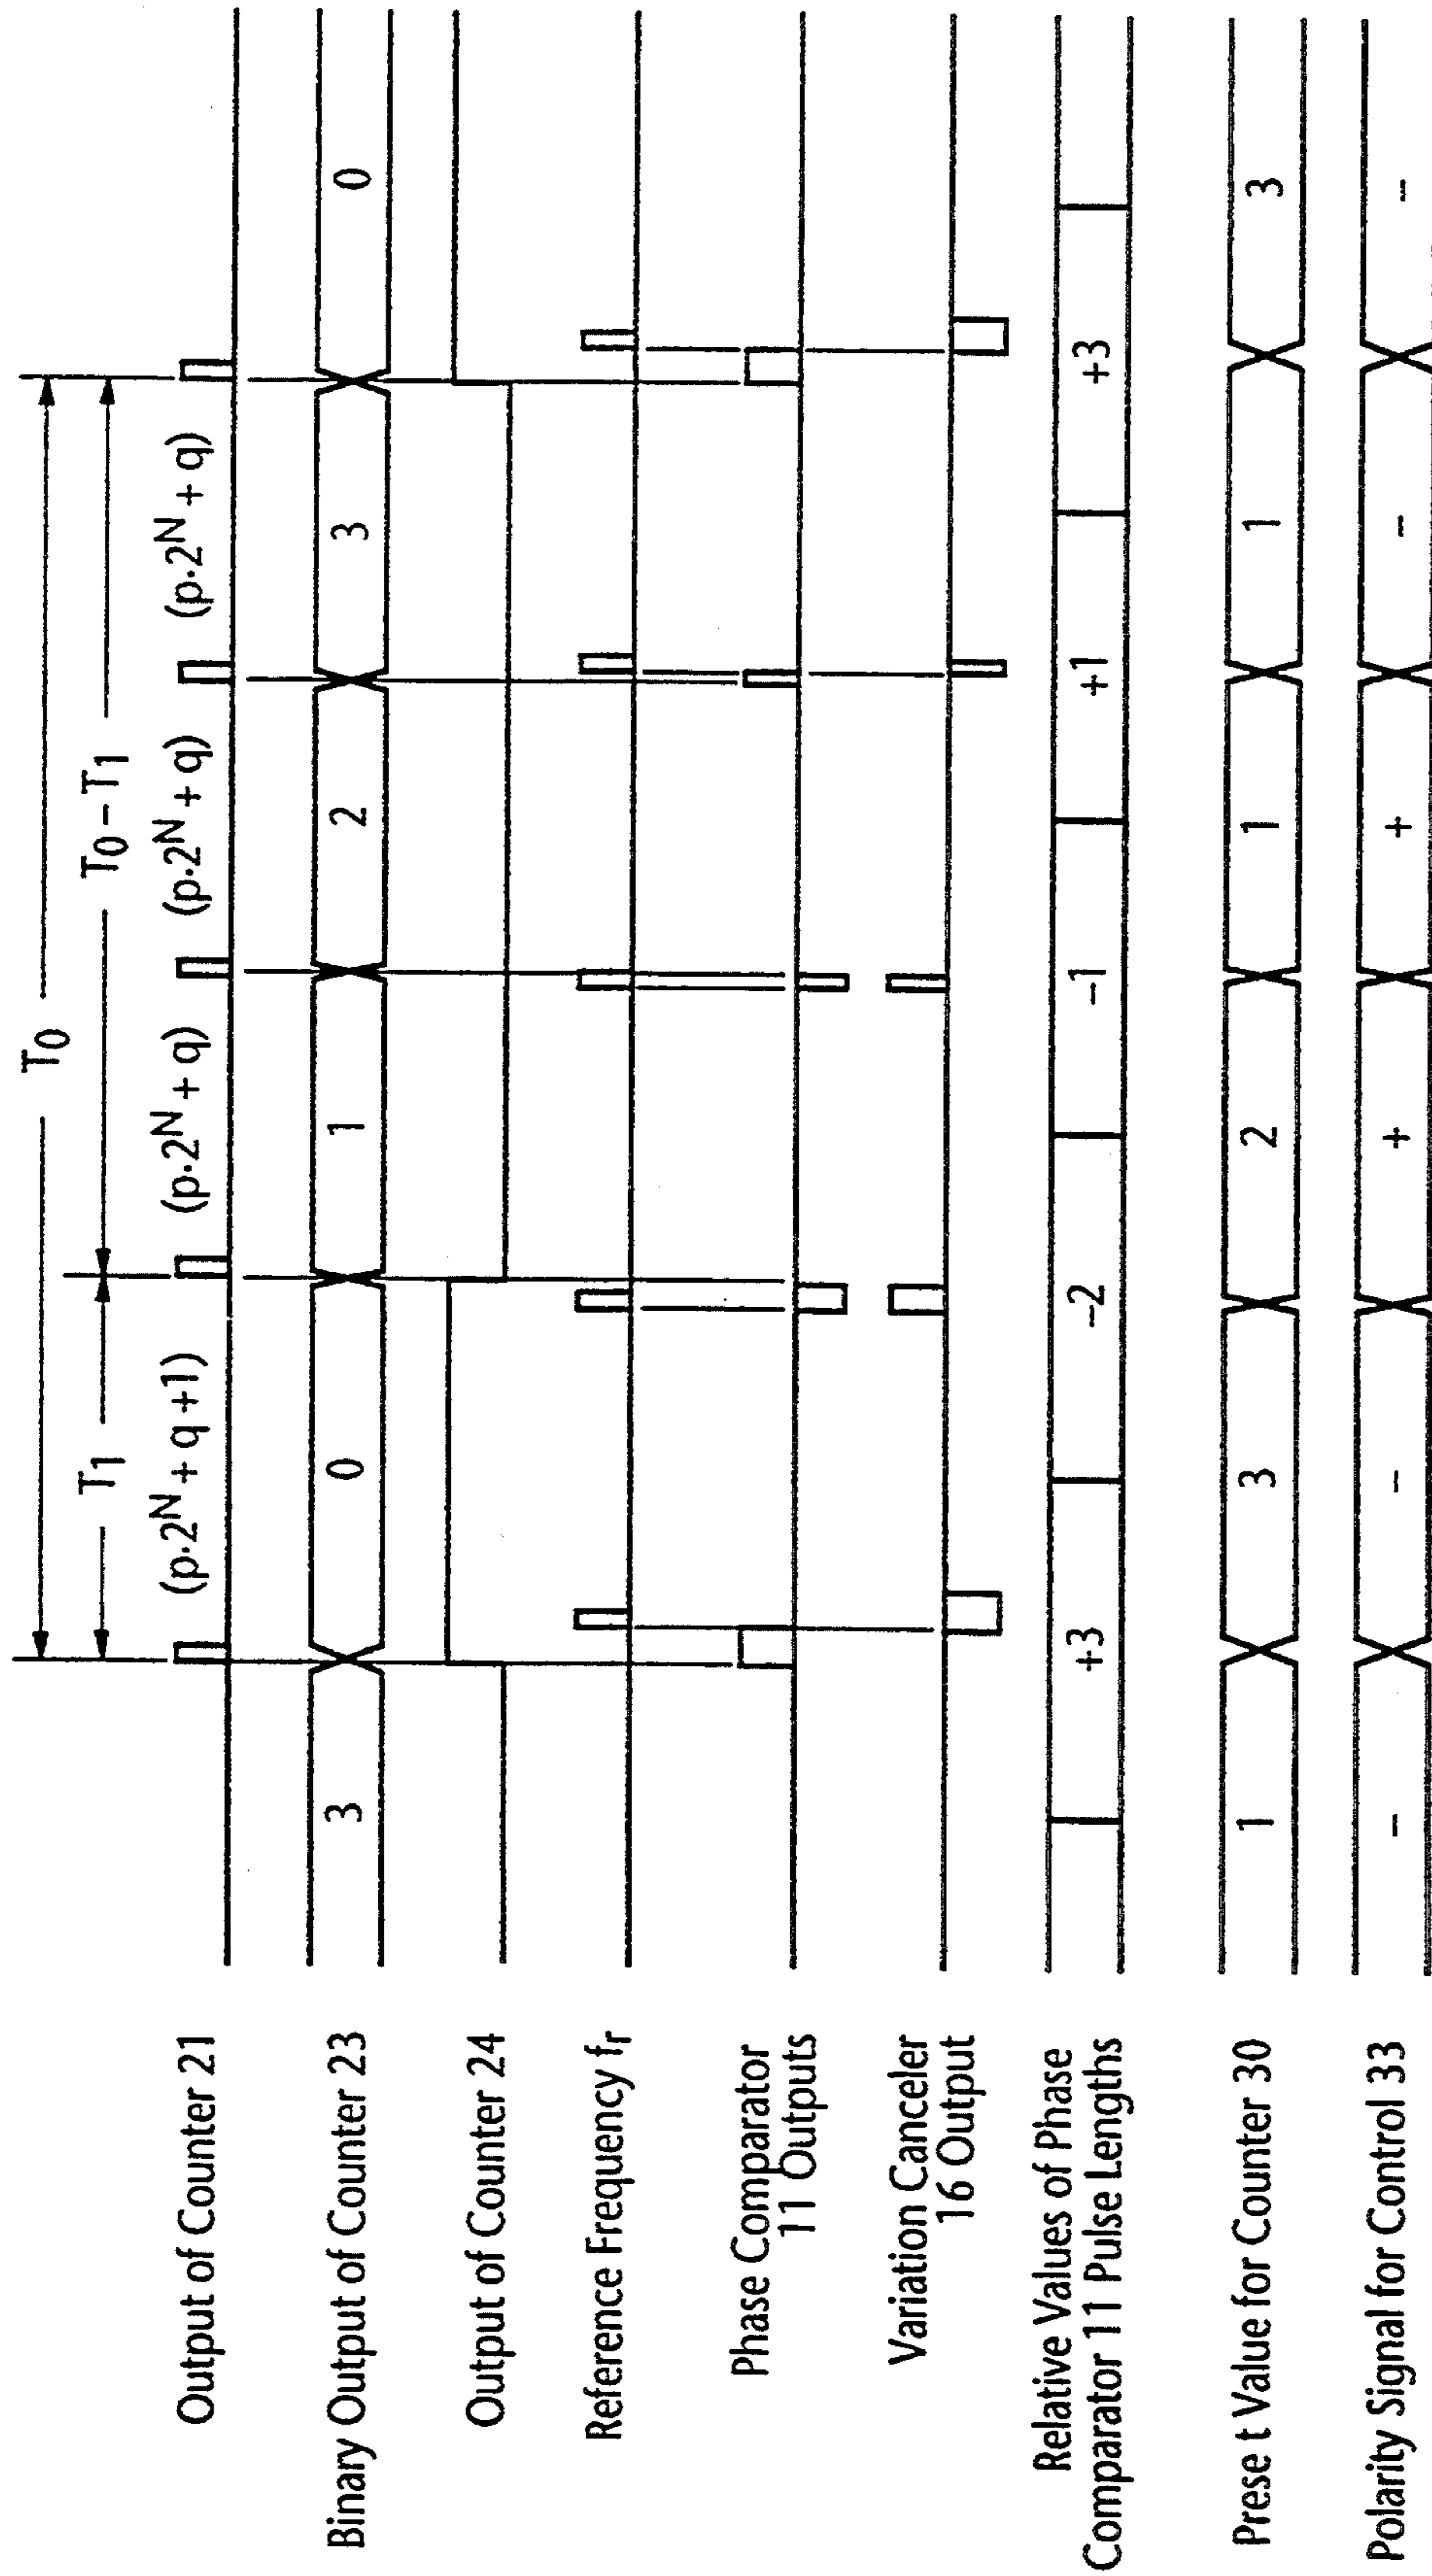 T₀
T₁ T₀ – T₁
(p·2ᴺ + q +1) (p·2ᴺ + q) (p·2ᴺ + q) (p·2ᴺ + q)
Output of Counter 21
Binary Output of Counter 23 3 0 1 2 3 0
Output of Counter 24
Reference Frequency fᵣ
Phase Comparator
11 Outputs
Variation Canceler
16 Output
Relative Values of Phase
Comparator 11 Pulse Lengths +3 –2 –1 +1 +3
Prese t Value for Counter 30 1 3 2 1 1 3
Polarity Signal for Control 33 – – + + – –